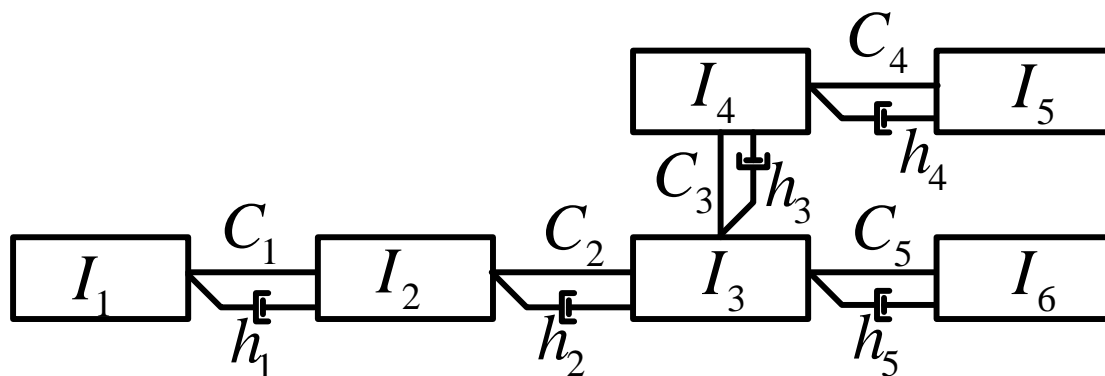 C₄
I₄
I₅
h₄
C₃
h₃
C₁
C₂
C₅
I₁
I₂
I₃
I₆
h₁
h₂
h₅